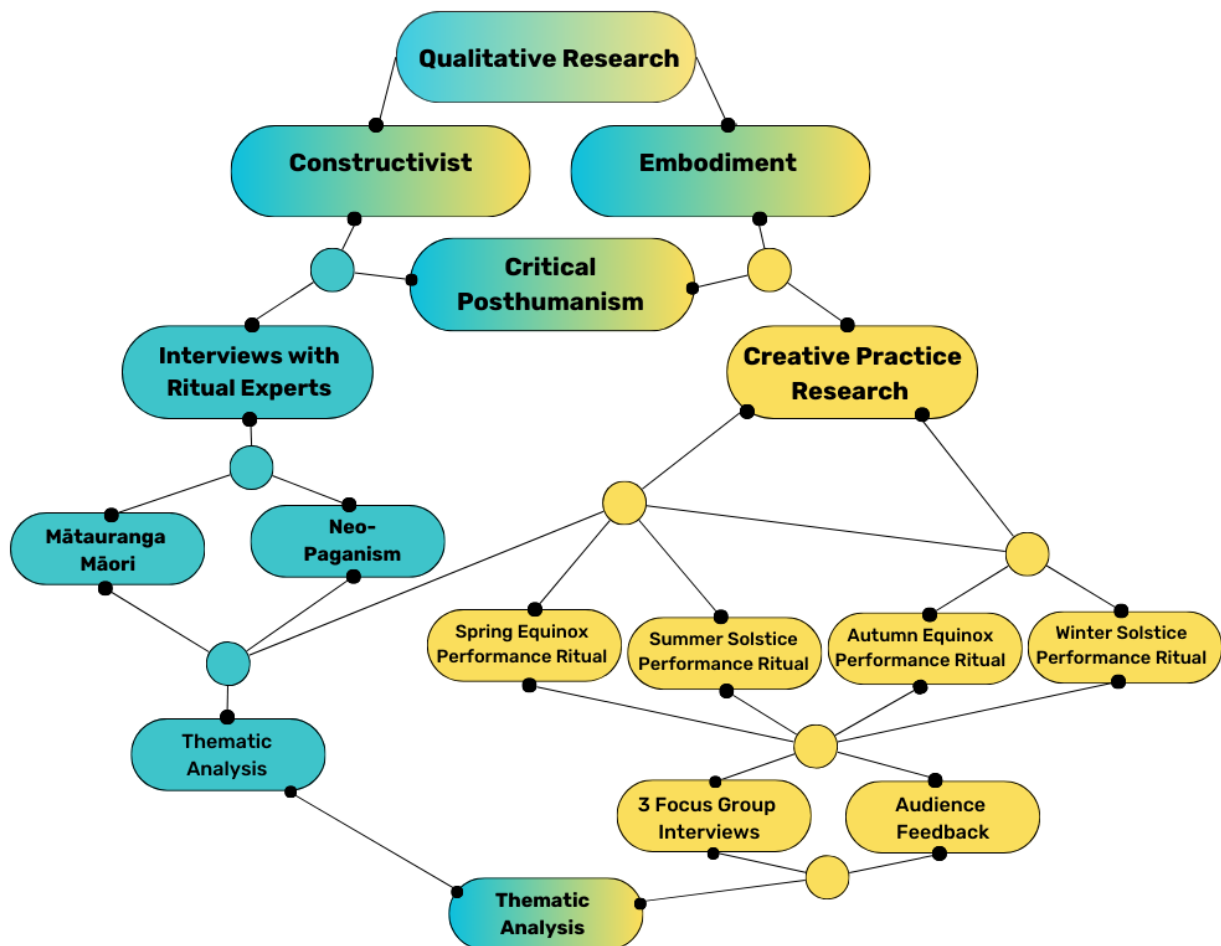 Qualitative Research
Constructivist
Embodiment
Critical
Posthumanism
Interviews with
Ritual Experts
Creative Practice
Research
Mātauranga
Māori
Neo-
Paganism
Spring Equinox
Performance Ritual
Summer Solstice
Performance Ritual
Autumn Equinox
Performance Ritual
Winter Solstice
Performance Ritual
Thematic
Analysis
3 Focus Group
Interviews
Audience
Feedback
Thematic
Analysis